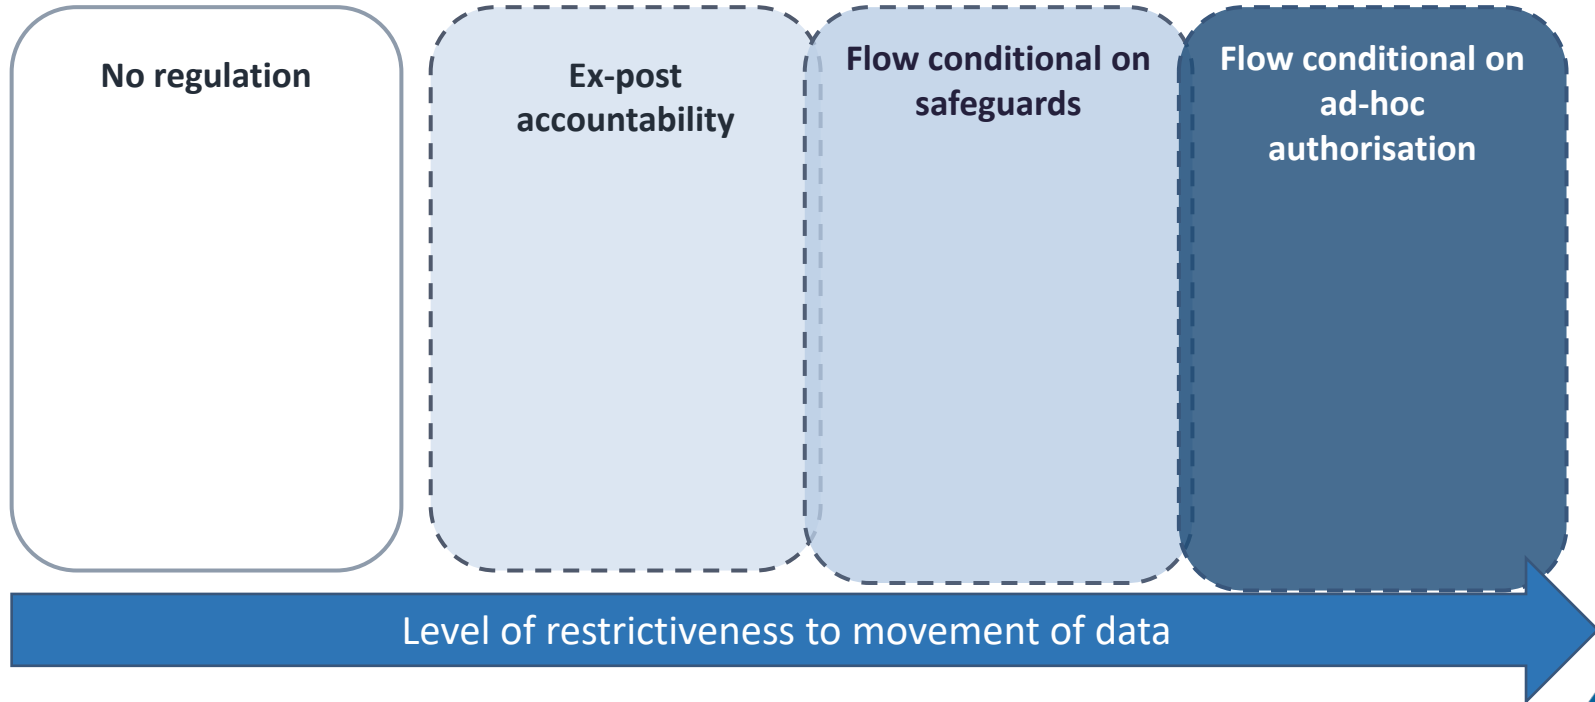 No regulation
Ex-post
accountability
Flow conditional on
safeguards
Flow conditional on
ad-hoc
authorisation
Level of restrictiveness to movement of data